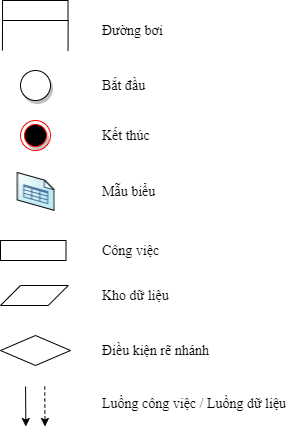 Đường bơi
Bắt đầu
Kết thúc
Mẫu biểu
Công việc
Kho dữ liệu
Điều kiện rẽ nhánh
Luồng công việc / Luồng dữ liệu